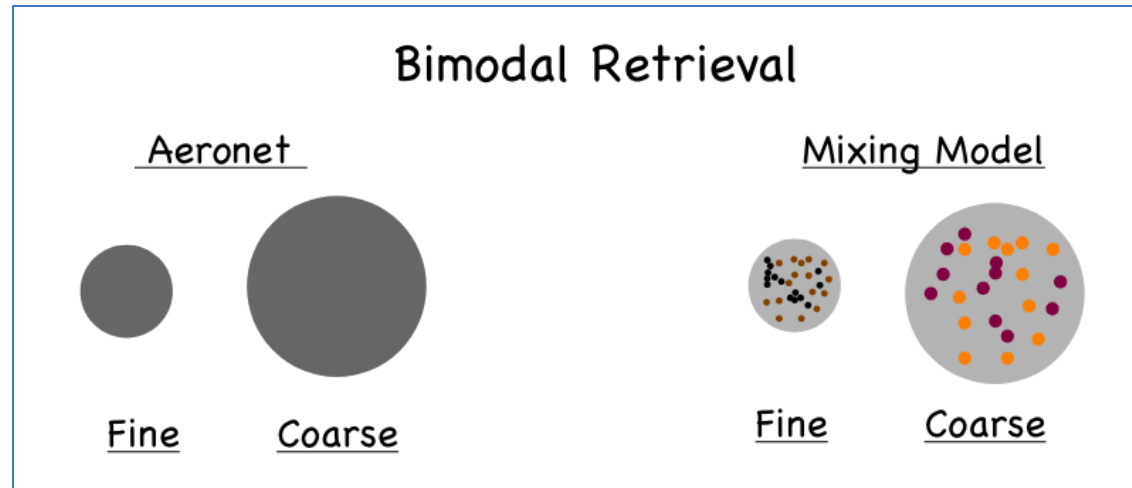 Bimodal Retrieval
Aeronet
Mixing Model
Fine
Coarse
Fine
Coarse